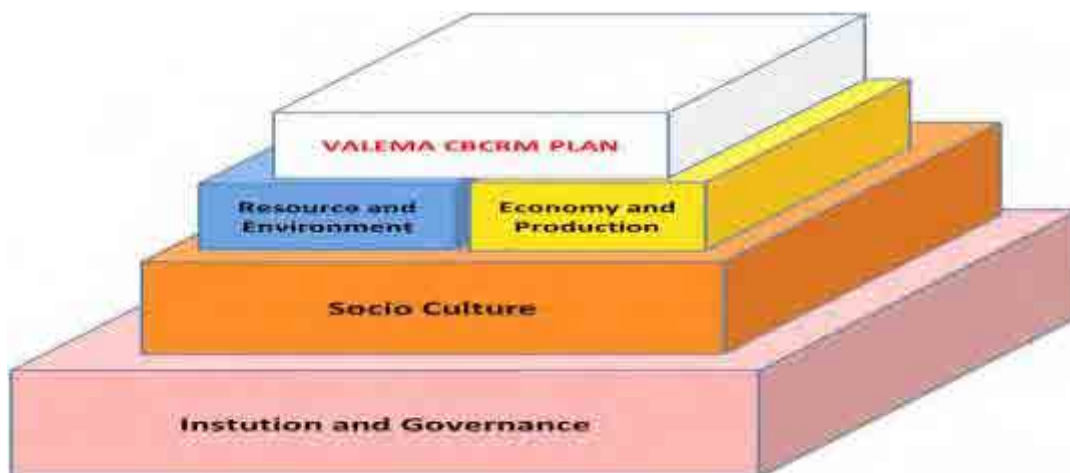 VALEMA CBCRM PLAN
Resource and
Environment
Economy and
Production
Socio Culture
Instution and Governance